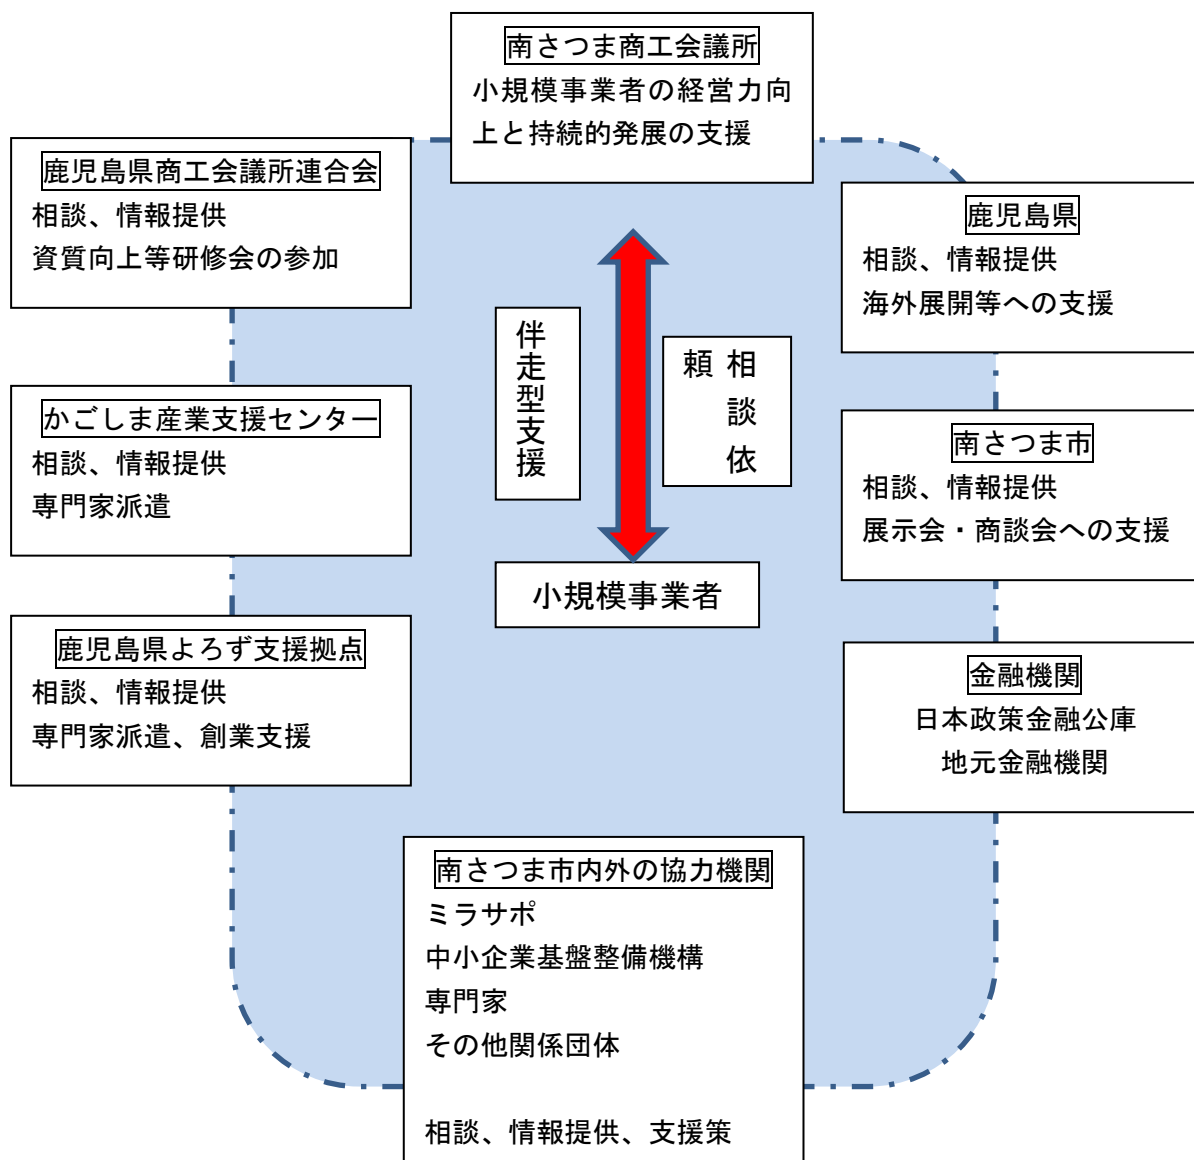 南さつま商工会議所
小規模事業者の経営力向
上と持続的発展の支援
鹿児島県商工会議所連合会
相談、情報提供
資質向上等研修会の参加
鹿児島県
相談、情報提供
海外展開等への支援
伴走型支援
相談依
頼
かごしま産業支援センター
相談、情報提供
専門家派遣
南さつま市
相談、情報提供
展示会・商談会への支援
小規模事業者
鹿児島県よろず支援拠点
相談、情報提供
専門家派遣、創業支援
金融機関
日本政策金融公庫
地元金融機関
南さつま市内外の協力機関
ミラサポ
中小企業基盤整備機構
専門家
その他関係団体
相談、情報提供、支援策